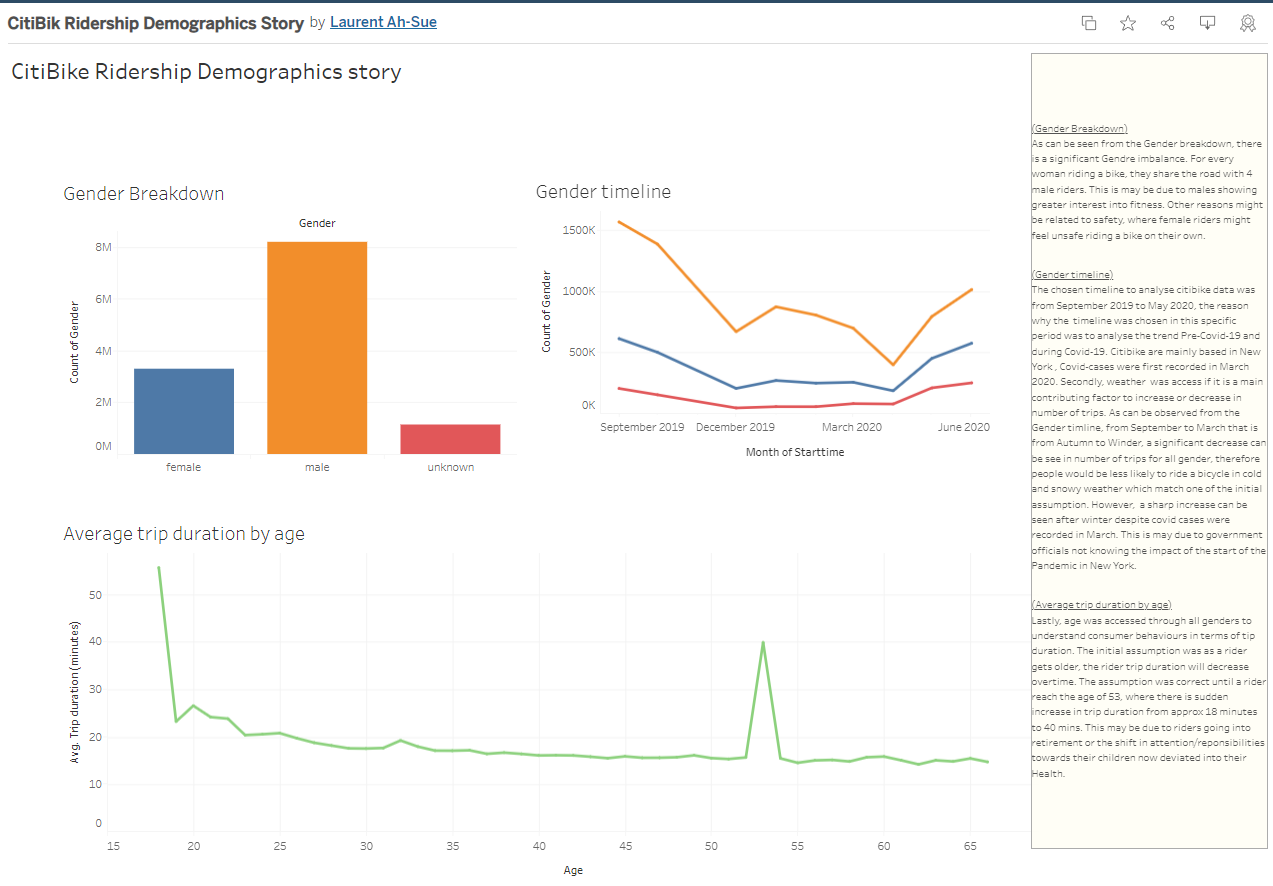 CitiBik Ridership Demographics Story by Laurent Ah-Sue
CitiBike Ridership Demographics story
Gender Breakdown
Gender
Count of Gender
8M
6M
4M
2M
0M
female male unknown
Gender timeline
Count of Gender
1500K
1000K
500K
0K
September 2019 December 2019 March 2020 June 2020
Month of Starttime
Average trip duration by age
Avg. Trip duration (minutes)
50
40
30
20
10
0
15 20 25 30 35 40 45 50 55 60 65
Age
(Gender Breakdown)
As can be seen from the Gender breakdown, there
is a significant Gendre imbalance. For every
woman riding a bike, they share the road with 4
male riders. This is may be due to males showing
greater interest into fitness. Other reasons might
be related to safety, where female riders might
feel unsafe riding a bike on their own.
(Gender timeline)
The chosen timeline to analyse citibike data was
from September 2019 to May 2020, the reason
why the timeline was chosen in this specific
period was to analyse the trend Pre-Covid-19 and
during Covid-19. Citibike are mainly based in New
York , Covid-cases were first recorded in March
2020. Secondly, weather was access if it is a main
contributing factor to increase or decrease in
number of trips. As can be observed from the
Gender timline, from September to March that is
from Autumn to Winder, a significant decrease can
be see in number of trips for all gender, therefore
people would be less likely to ride a bicycle in cold
and snowy weather which match one of the initial
assumption. However, a sharp increase can be
seen after winter despite covid cases were
recorded in March. This is may due to government
officials not knowing the impact of the start of the
Pandemic in New York.
(Average trip duration by age)
Lastly, age was accessed through all genders to
understand consumer behaviours in terms of tip
duration. The initial assumption was as a rider
gets older, the rider trip duration will decrease
overtime. The assumption was correct until a rider
reach the age of 53, where there is sudden
increase in trip duration from approx 18 minutes
to 40 mins. This may be due to riders going into
retirement or the shift in attention/reponsibilities
towards their children now deviated into their
Health.